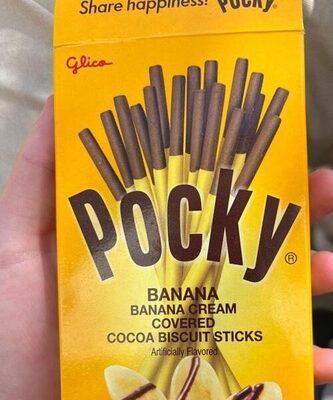 Share happiness! Pocky®
Glico
Pocky®
BANANA
BANANA CREAM
COVERED
COCOA BISCUIT STICKS
Artificially Flavored